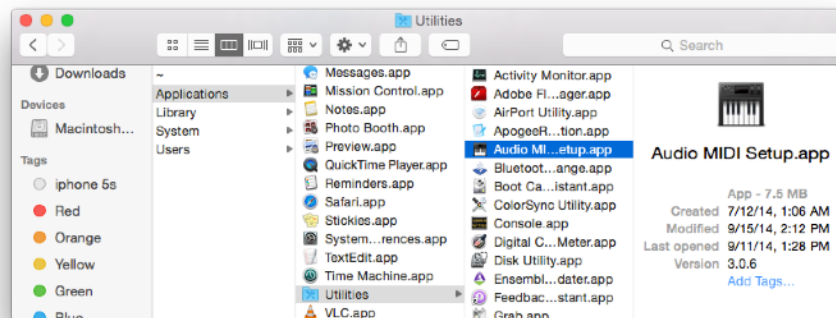 Utilities
Search
Downloads
Devices
Macintosh...
Tags
iphone 5s
Red
Orange
Yellow
Green
Blue
~
Applications
Library
System
Users
Messages.app
Mission Control.app
Notes.app
Photo Booth.app
Preview.app
QuickTime Player.app
Reminders.app
Safari.app
Stickies.app
System...rences.app
TextEdit.app
Time Machine.app
Utilities
VLC.app
Activity Monitor.app
Adobe Fl...ager.app
AirPort Utility.app
ApogeeR...tion.app
Audio MI...etup.app
Bluetoot...ange.app
Boot Ca...istant.app
ColorSync Utility.app
Console.app
Digital C...Meter.app
Disk Utility.app
Ensembl...dater.app
Feedbac...stant.app
Grab.app
Audio MIDI Setup.app
App - 7.5 MB
Created 7/12/14, 1:06 AM
Modified 9/15/14, 2:12 PM
Last opened 9/11/14, 1:28 PM
Version 3.0.6
Add Tags...